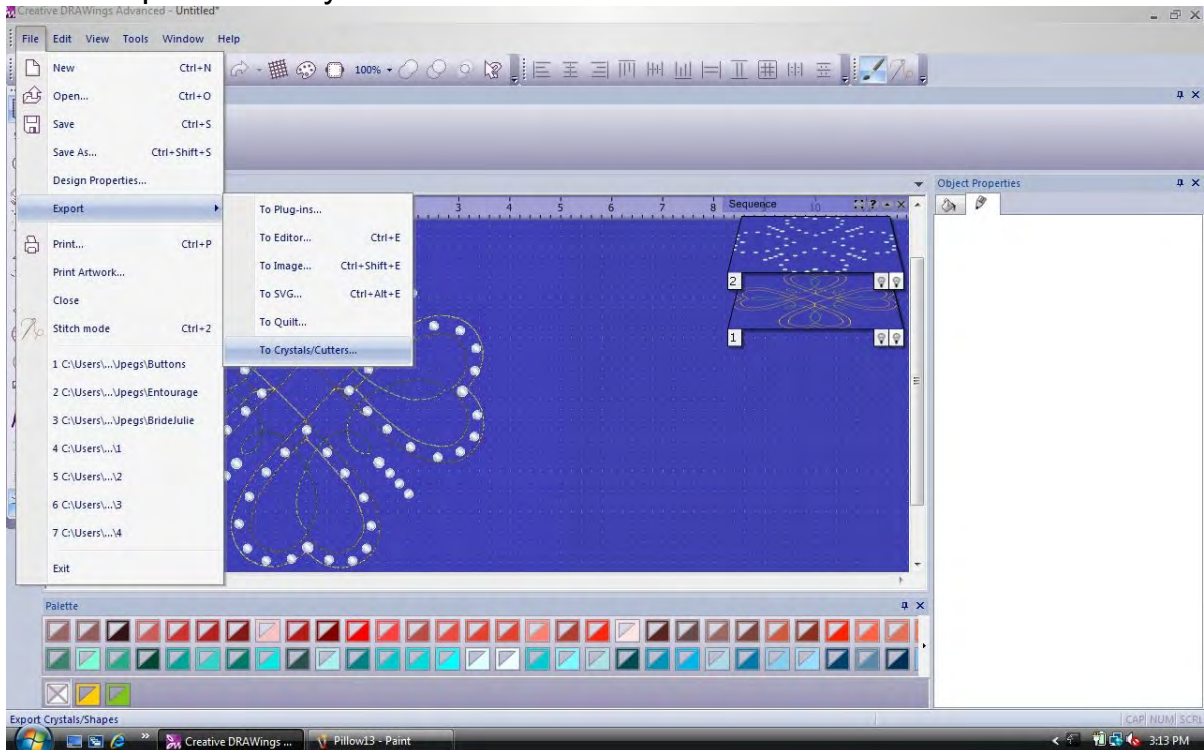 Creative DRAWings Advanced - Untitled*
File Edit View Tools Window Help
New Ctrl+N
100%
Open... Ctrl+O
Save Ctrl+S
Save As... Ctrl+Shift+S
Design Properties...
Object Properties
Export
To Plug-ins...
3 4 5 6 7 8 Sequence 10
To Editor... Ctrl+E
Print... Ctrl+P
To Image... Ctrl+Shift+E
Print Artwork...
2
To SVG... Ctrl+Alt+E
Close
To Quilt...
Stitch mode Ctrl+2
1
To Crystals/Cutters...
1 C:\Users\...\Jpegs\Buttons
2 C:\Users\...\Jpegs\Entourage
3 C:\Users\...\Jpegs\BrideJulie
4 C:\Users\...\1
5 C:\Users\...\2
6 C:\Users\...\3
7 C:\Users\...\4
Exit
Palette
Export Crystals/Shapes
CAP NUM SCRL
Creative DRAWings ...
Pillow13 - Paint
3:13 PM